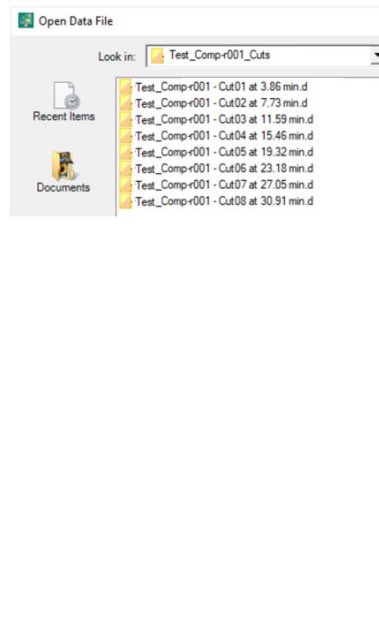 Open Data File
Look in: Test_Comp-r001_Cuts
Recent Items
Documents
Test_Comp-r001 - Cut01 at 3.86 min.d
Test_Comp-r001 - Cut02 at 7.73 min.d
Test_Comp-r001 - Cut03 at 11.59 min.d
Test_Comp-r001 - Cut04 at 15.46 min.d
Test_Comp-r001 - Cut05 at 19.32 min.d
Test_Comp-r001 - Cut06 at 23.18 min.d
Test_Comp-r001 - Cut07 at 27.05 min.d
Test_Comp-r001 - Cut08 at 30.91 min.d